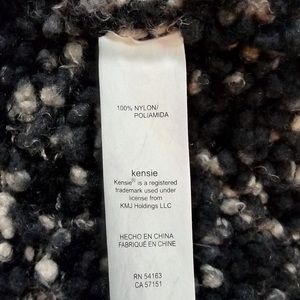 100% NYLON/
POLIAMIDA
kensie
Kensie® is a registered
trademark used under
license from
KMJ Holdings LLC
HECHO EN CHINA
FABRIQUÉ EN CHINE
RN 54163
CA 57151